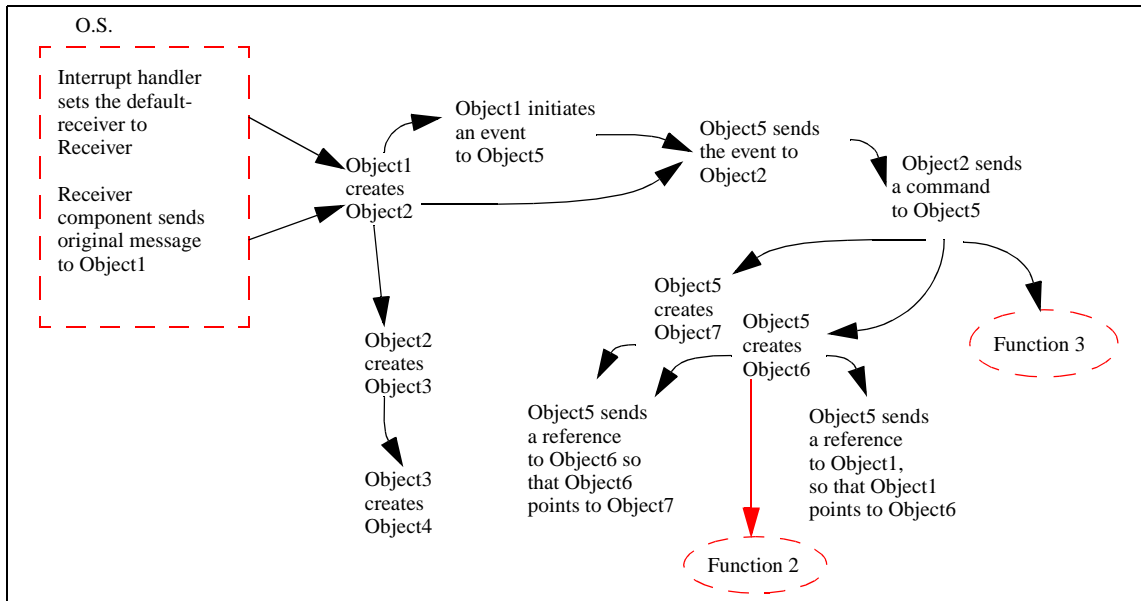 O.S.
Interrupt handler
sets the default-
receiver to
Receiver
Receiver
component sends
original message
to Object1
Object1
creates
Object2
Object1 initiates
an event
to Object5
Object5 sends
the event to
Object2
Object2 sends
a command
to Object5
Object2
creates
Object3
Object3
creates
Object4
Object5
creates
Object7
Object5
creates
Object6
Function 3
Object5 sends
a reference
to Object6 so
that Object6
points to Object7
Object5 sends
a reference
to Object1,
so that Object1
points to Object6
Function 2